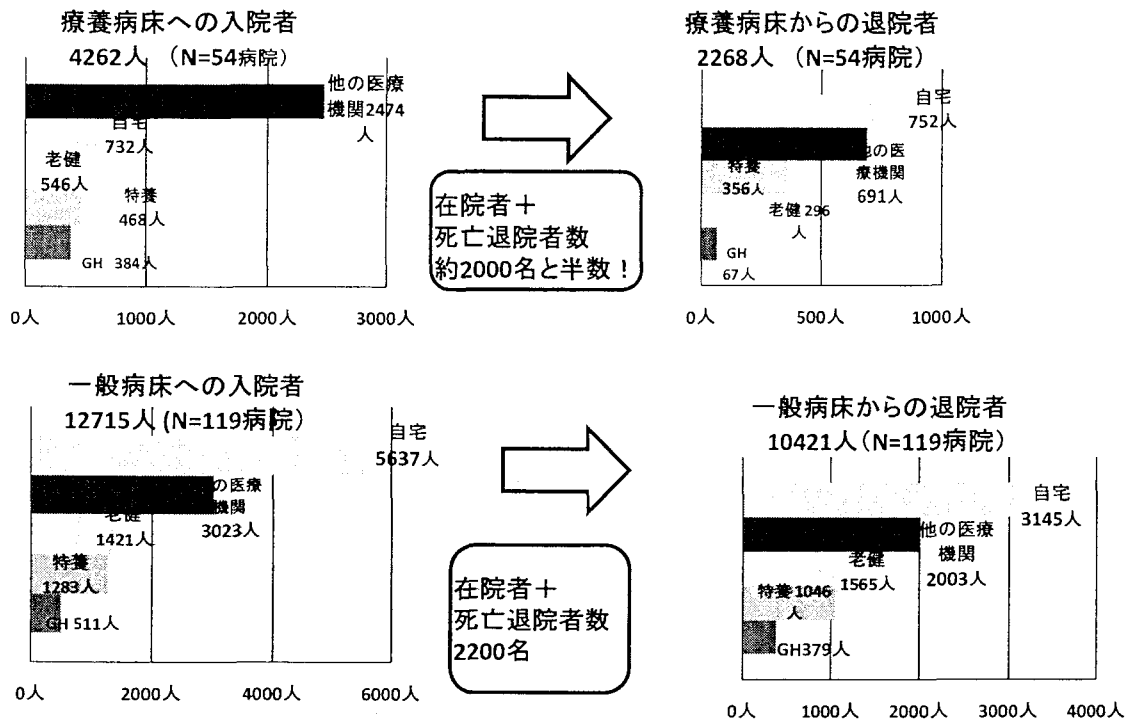 療養病床への入院者
4262人 (N=54病院)
他の医療
機関2474
人
自宅
732人
老健
546人
特養
468人
GH 384人
0人 1000人 2000人 3000人
在院者+
死亡退院者数
約2000名と半数!
療養病床からの退院者
2268人 (N=54病院)
自宅
752人
他の医
療機関
691人
特養
356人
老健 296
人
GH
67人
0人 500人 1000人
一般病床への入院者
12715人 (N=119病院)
自宅
5637人
の医療
機関
3023人
老健
1421人
特養
1283人
GH 511人
0人 2000人 4000人 6000人
在院者+
死亡退院者数
2200名
一般病床からの退院者
10421人(N=119病院)
自宅
3145人
他の医療
機関
2003人
老健
1565人
特養1046
人
GH379人
0人 1000人 2000人 3000人 4000人